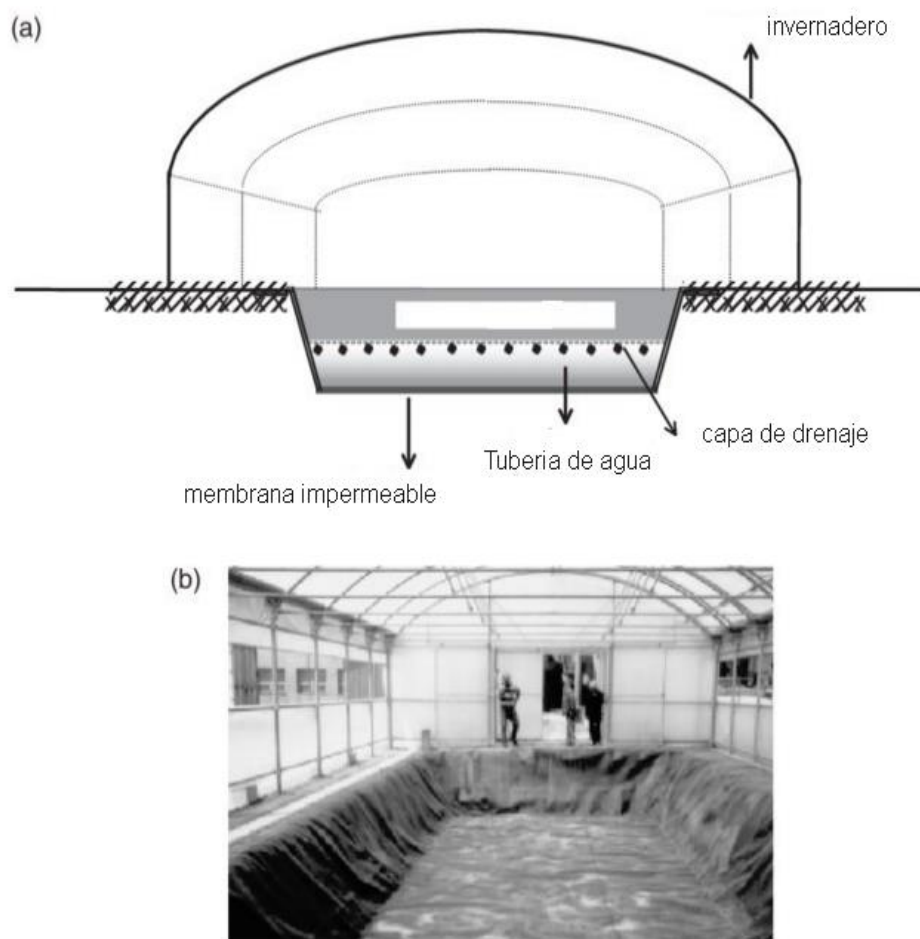 (a)
invernadero
capa de drenaje
Tuberia de agua
membrana impermeable
(b)